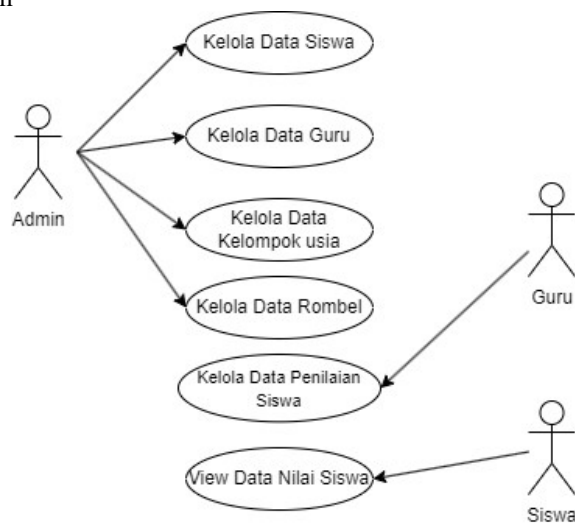 Kelola Data Siswa
Kelola Data Guru
Admin
Kelola Data
Kelompok usia
Guru
Kelola Data Rombel
Kelola Data Penilaian
Siswa
View Data Nilai Siswa
Siswa